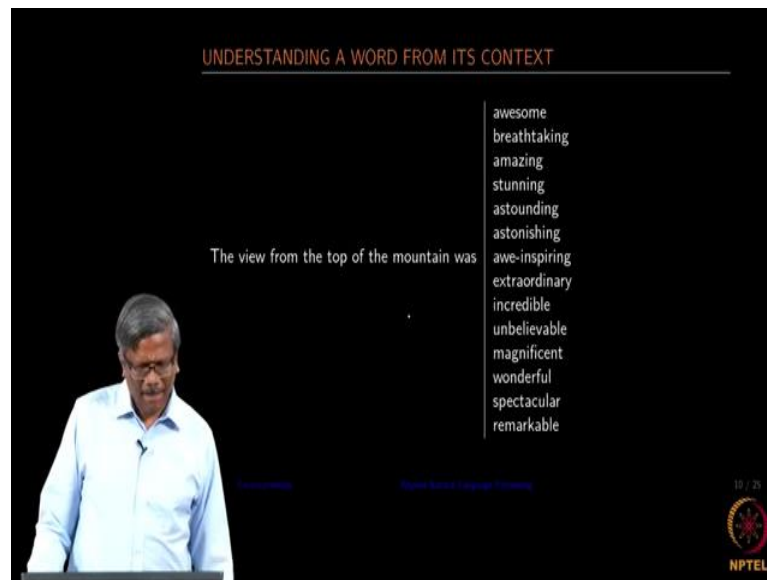 UNDERSTANDING A WORD FROM ITS CONTEXT
The view from the top of the mountain was
awesome
breathtaking
amazing
stunning
astounding
astonishing
awe-inspiring
extraordinary
incredible
unbelievable
magnificent
wonderful
spectacular
remarkable
10 / 25
NPTEL